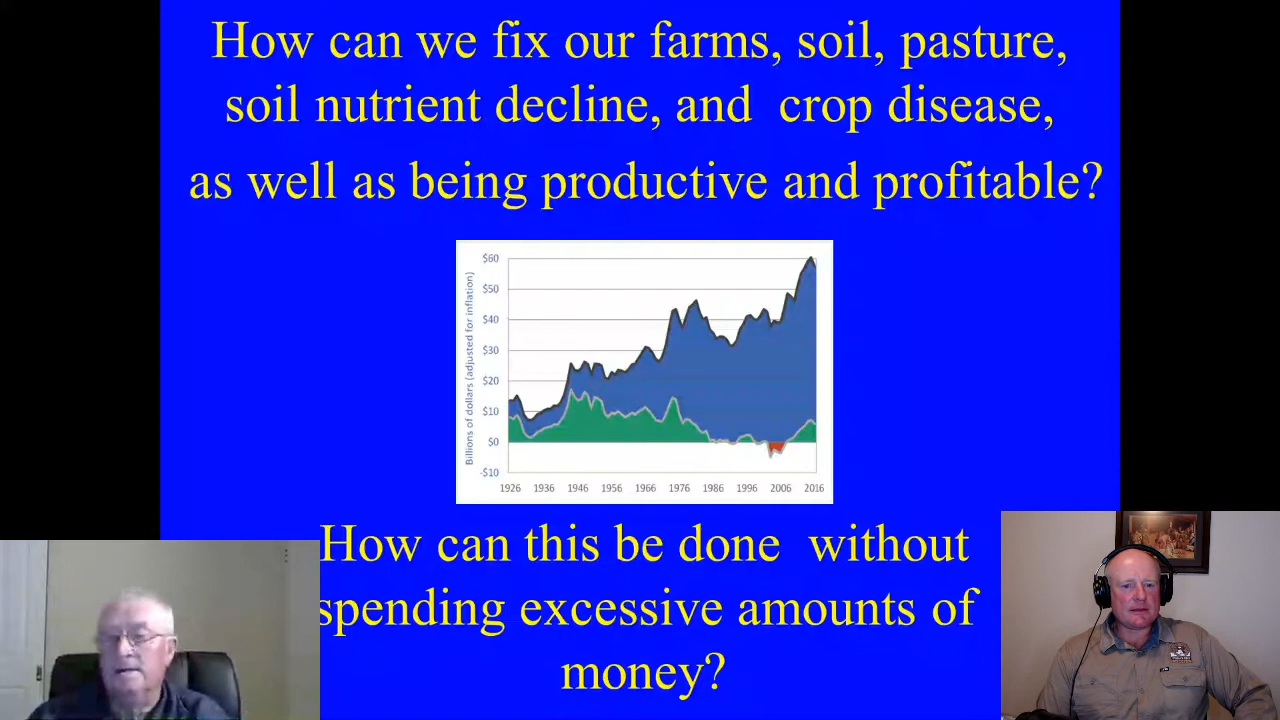 How can we fix our farms, soil, pasture,
soil nutrient decline, and crop disease,
as well as being productive and profitable?
Billions of dollars (adjusted for inflation)
$60
$50
$40
$30
$20
$10
$0
-$10
1926 1936 1946 1956 1966 1976 1986 1996 2006 2016
How can this be done without
spending excessive amounts of
money?